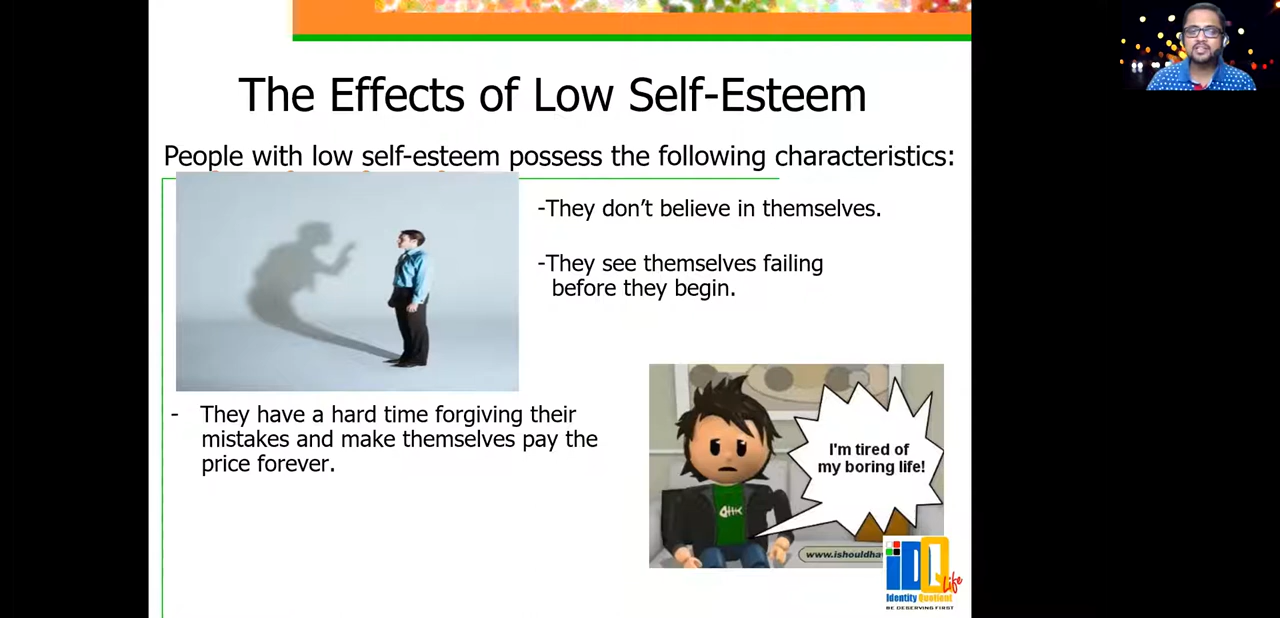 The Effects of Low Self-Esteem
People with low self-esteem possess the following characteristics:
-They don't believe in themselves.
-They see themselves failing
before they begin.
- They have a hard time forgiving their
mistakes and make themselves pay the
price forever.
I'm tired of
my boring life!
www.ishouldha
iDQ
Life
Identity Quotient
BE DESERVING FIRST